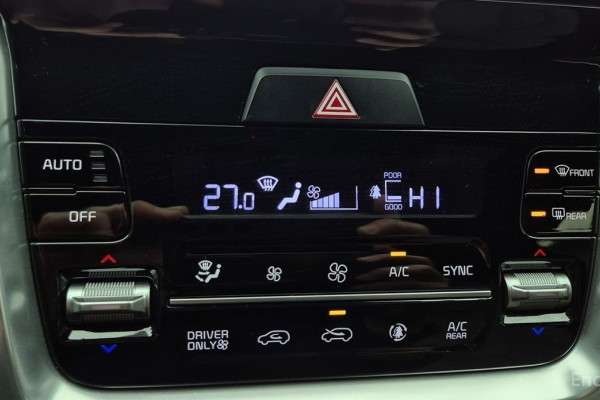 AUTO
OFF
27.0
POOR
GOOD
HI
FRONT
REAR
A/C
SYNC
DRIVER
ONLY
A/C
REAR